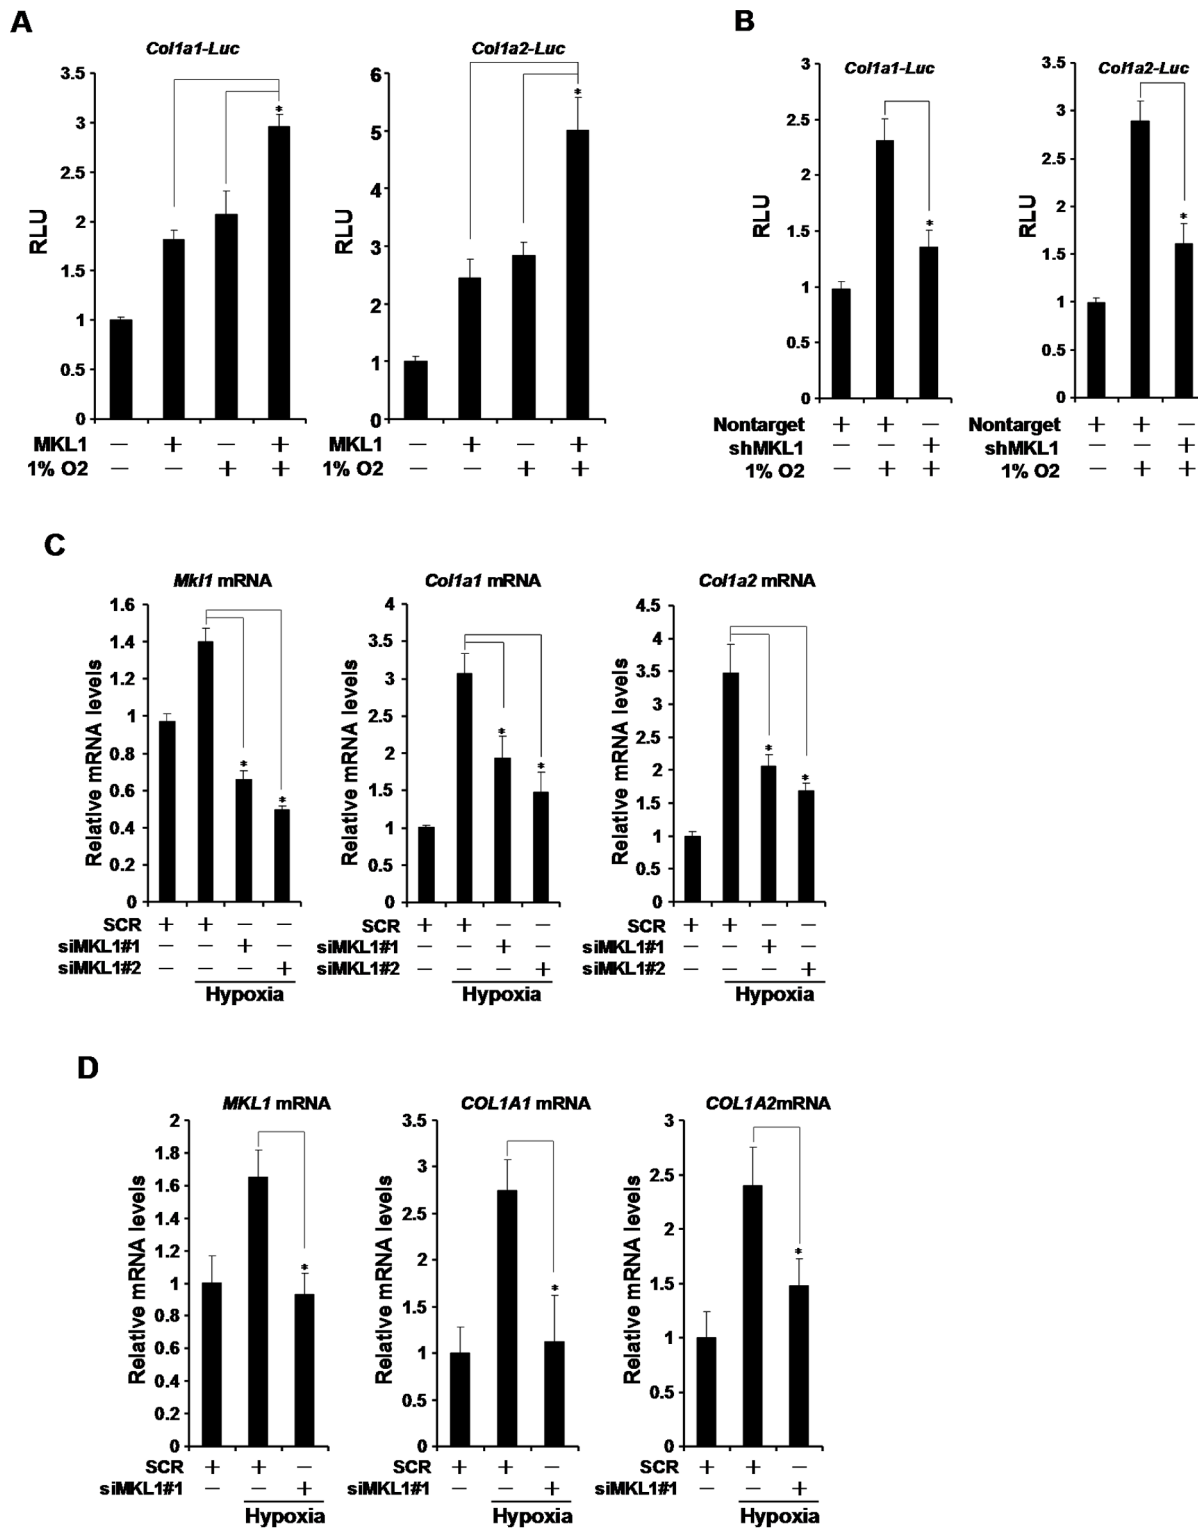 A
Col1a1-Luc
3.5
3
2.5
2
1.5
1
0.5
0
RLU
*
MKL1 — + — +
1% O2 — — + +
Col1a2-Luc
6
5
4
3
2
1
0
RLU
*
MKL1 — + — +
1% O2 — — + +
B
Col1a1-Luc
3
2.5
2
1.5
1
0.5
0
RLU
*
Nontarget + + —
shMKL1 — — +
1% O2 — + +
Col1a2-Luc
3.5
3
2.5
2
1.5
1
0.5
0
RLU
*
Nontarget + + —
shMKL1 — — +
1% O2 — + +
C
Mkl1 mRNA
1.6
1.4
1.2
1
0.8
0.6
0.4
0.2
0
Relative mRNA levels
* *
SCR + + — —
siMKL1#1 — — + —
siMKL1#2 — — — +
Hypoxia
Col1a1 mRNA
4
3.5
3
2.5
2
1.5
1
0.5
0
Relative mRNA levels
* *
SCR + + — —
siMKL1#1 — — + —
siMKL1#2 — — — +
Hypoxia
Col1a2 mRNA
4.5
4
3.5
3
2.5
2
1.5
1
0.5
0
Relative mRNA levels
* *
SCR + + — —
siMKL1#1 — — + —
siMKL1#2 — — — +
Hypoxia
D
MKL1 mRNA
2
1.8
1.6
1.4
1.2
1
0.8
0.6
0.4
0.2
0
Relative mRNA levels
*
SCR + + —
siMKL1#1 — — +
Hypoxia
COL1A1 mRNA
3.5
3
2.5
2
1.5
1
0.5
0
Relative mRNA levels
*
SCR + + —
siMKL1#1 — — +
Hypoxia
COL1A2mRNA
3
2.5
2
1.5
1
0.5
0
Relative mRNA levels
*
SCR + + —
siMKL1#1 — — +
Hypoxia